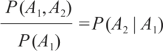 P(A₁, A₂) / P(A₁) = P(A₂ | A₁)